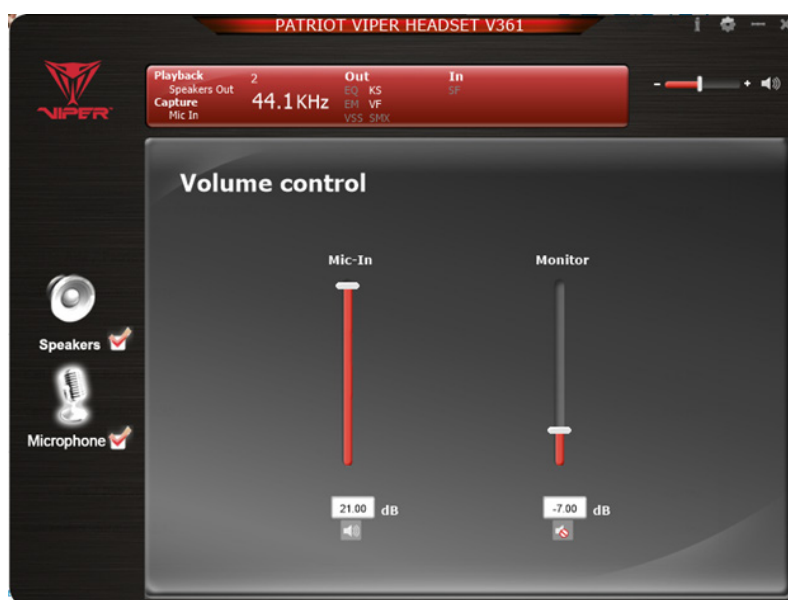 PATRIOT VIPER HEADSET V361
VIPER
Playback 2 Out In
Speakers Out EQ KS SF
Capture 44.1KHz EM VF
Mic In VSS SMX
- +
Volume control
Mic-In Monitor
Speakers
Microphone
21.00 dB -7.00 dB